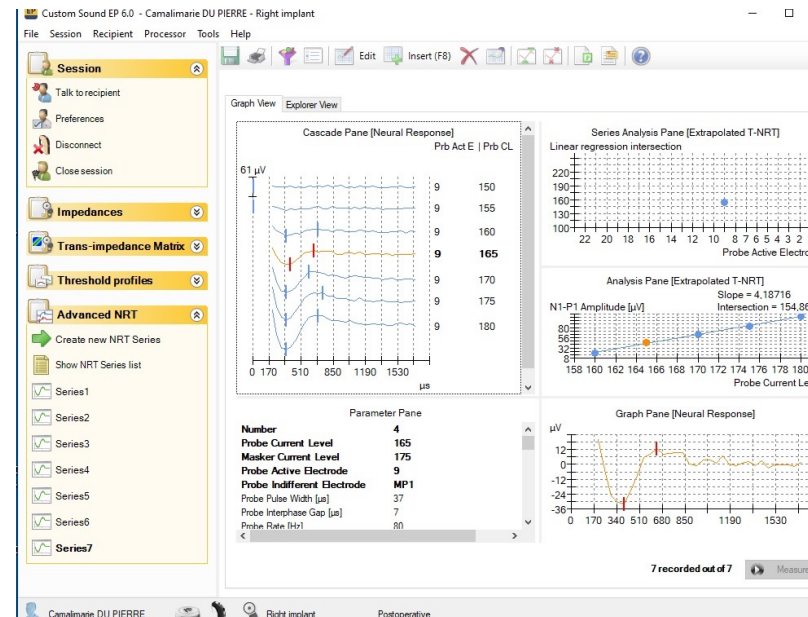 Custom Sound EP 6.0 - Camalimarie DU PIERRE - Right implant
File Session Recipient Processor Tools Help
Edit Insert (F8)
Session
Talk to recipient
Preferences
Disconnect
Close session
Impedances
Trans-impedance Matrix
Threshold profiles
Advanced NRT
Create new NRT Series
Show NRT Series list
Series1
Series2
Series3
Series4
Series5
Series6
Series7
Graph View Explorer View
Cascade Pane [Neural Response]
Prb Act E | Prb CL
61 µV
9 150
9 155
9 160
9 165
9 170
9 175
9 180
0 170 510 850 1190 1530
µs
Series Analysis Pane [Extrapolated T-NRT]
Linear regression intersection
220
190
160
130
100
22 20 18 16 14 12 10 8 7 6 5 4 3 2
Probe Active Electro
Analysis Pane [Extrapolated T-NRT]
Slope = 4,18716
N1-P1 Amplitude [µV] Intersection = 154,86
80
56
32
8
158 160 162 164 166 168 170 172 174 176 178 180
Probe Current Le
Parameter Pane
Number 4
Probe Current Level 165
Masker Current Level 175
Probe Active Electrode 9
Probe Indifferent Electrode MP1
Probe Pulse Width [µs] 37
Probe Interphase Gap [µs] 7
Probe Rate [Hz] 80
Graph Pane [Neural Response]
µV
12
0
-12
-24
-36
0 170 340 510 680 850 1190 1530
7 recorded out of 7 Measure
Camalimarie DU PIERRE Right implant Postoperative